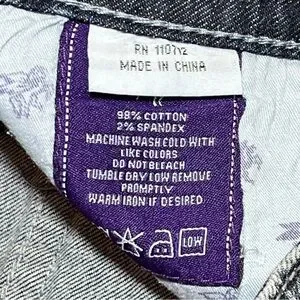 RN 110712
MADE IN CHINA
98% COTTON
2% SPANDEX
MACHINE WASH COLD WITH
LIKE COLORS
DO NOT BLEACH
TUMBLE DRY LOW REMOVE
PROMPTLY
WARM IRON IF DESIRED
LOW